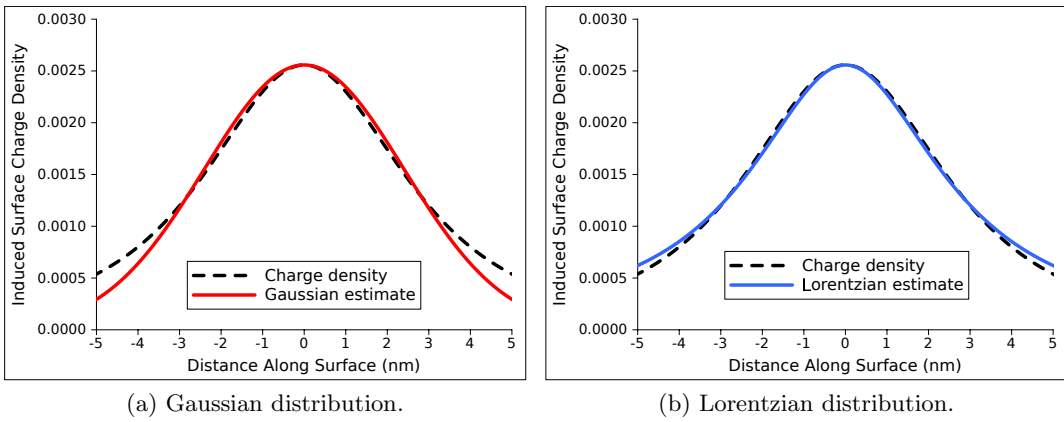 0.0030
0.0025
0.0020
0.0015
0.0010
0.0005
0.0000
Induced Surface Charge Density
Charge density
Gaussian estimate
-5 -4 -3 -2 -1 0 1 2 3 4 5
Distance Along Surface (nm)
(a) Gaussian distribution.
0.0030
0.0025
0.0020
0.0015
0.0010
0.0005
0.0000
Induced Surface Charge Density
Charge density
Lorentzian estimate
-5 -4 -3 -2 -1 0 1 2 3 4 5
Distance Along Surface (nm)
(b) Lorentzian distribution.